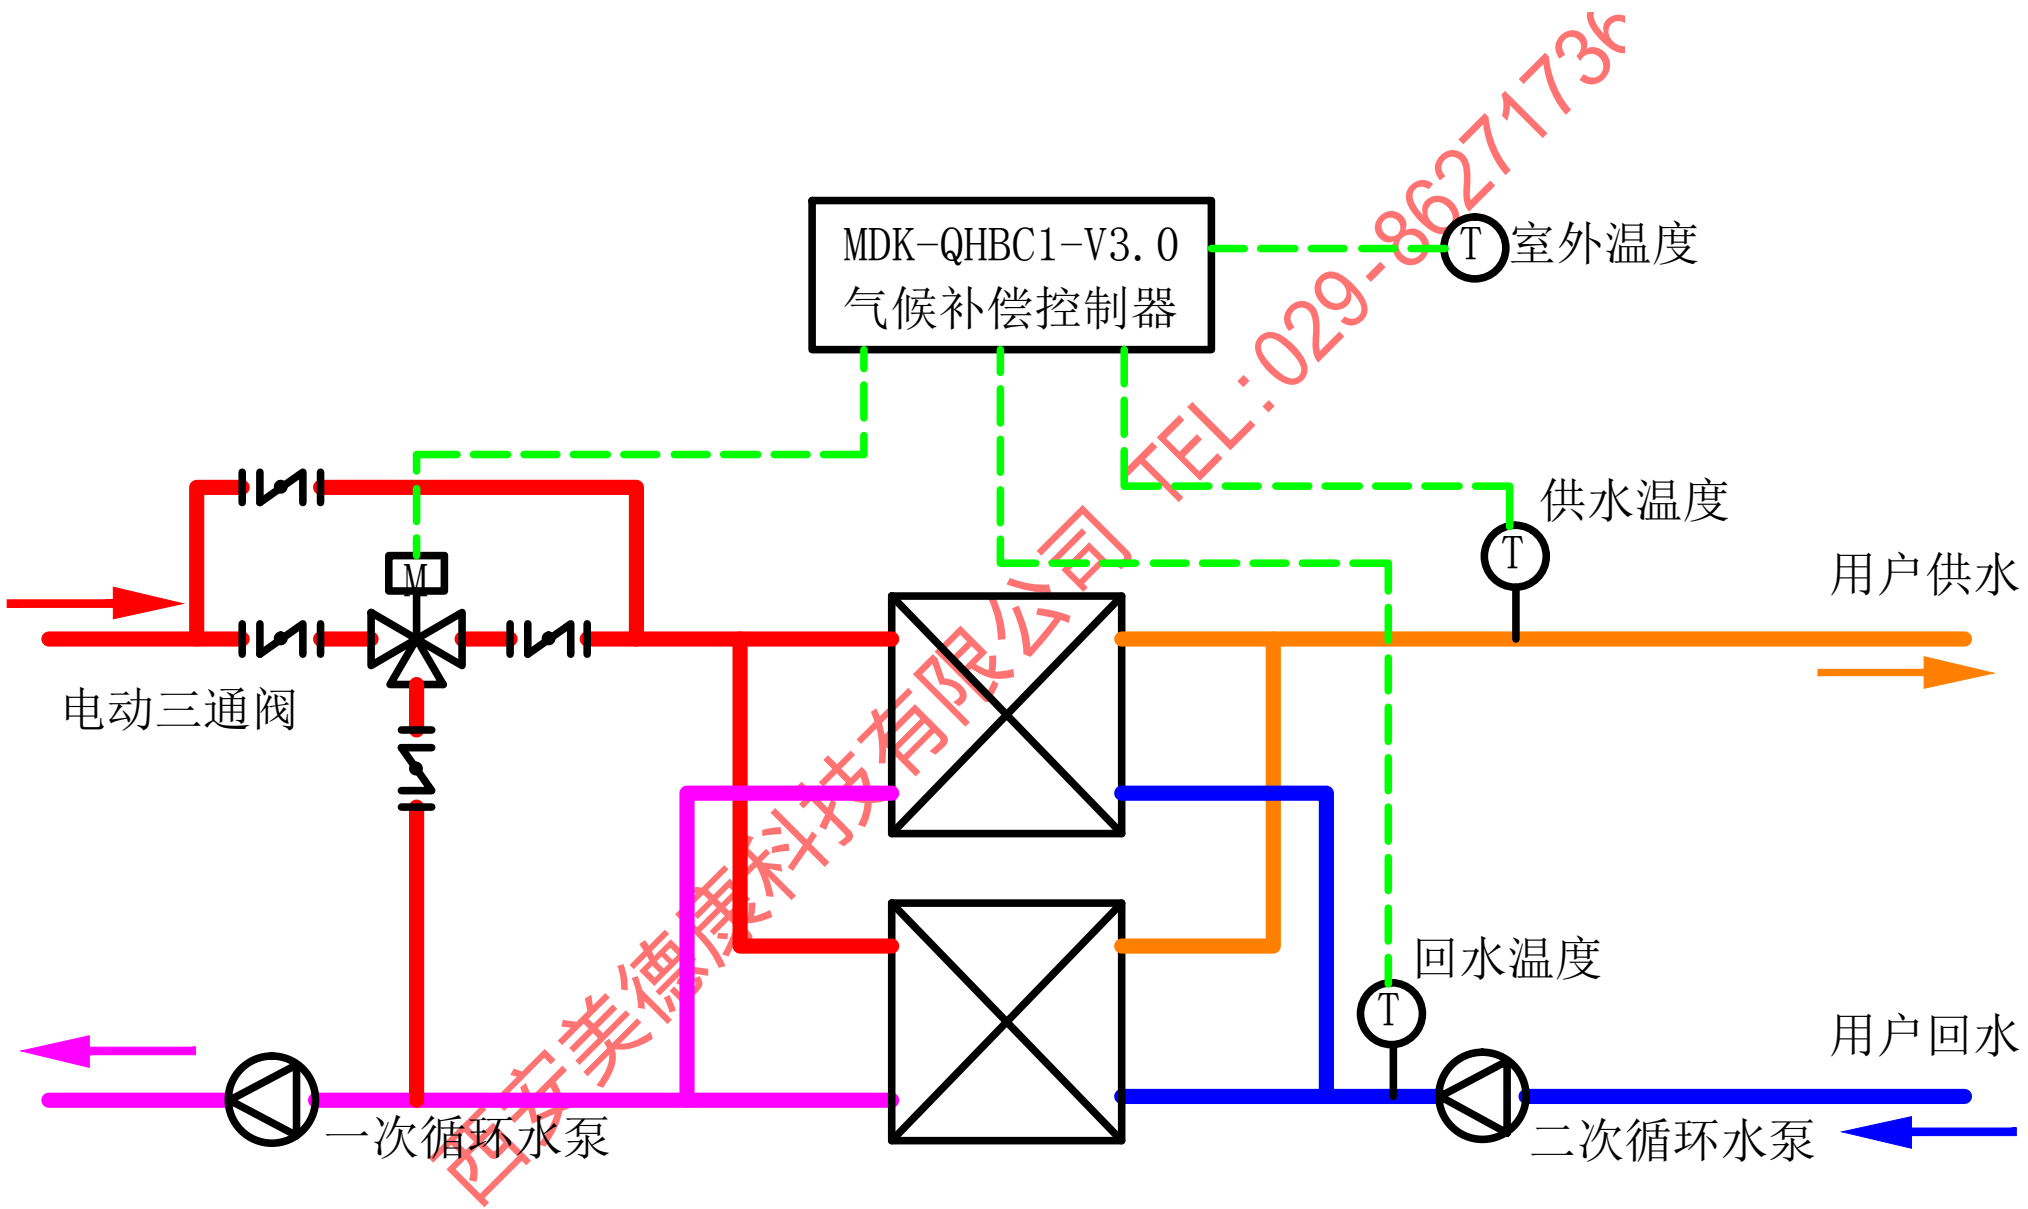 MDK-QHBC1-V3.0
气候补偿控制器
T
室外温度
供水温度
T
用户供水
M
电动三通阀
回水温度
T
用户回水
一次循环水泵
二次循环水泵
西安美德康科技有限公司 TEL:029-86271736